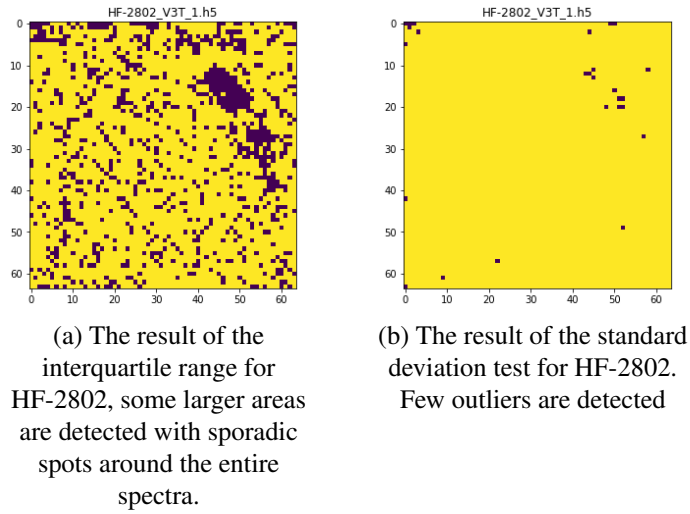 HF-2802_V3T_1.h5
0
10
20
30
40
50
60
0 10 20 30 40 50 60
(a) The result of the
interquartile range for
HF-2802, some larger areas
are detected with sporadic
spots around the entire
spectra.
HF-2802_V3T_1.h5
0
10
20
30
40
50
60
0 10 20 30 40 50 60
(b) The result of the standard
deviation test for HF-2802.
Few outliers are detected